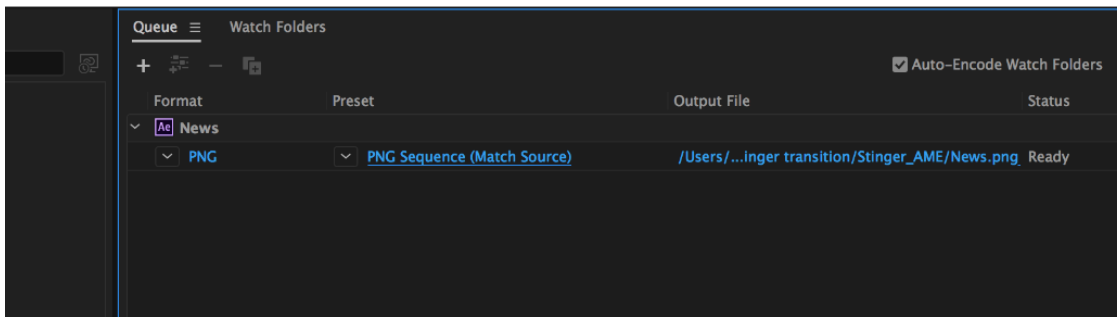 Queue Watch Folders
Auto-Encode Watch Folders
Format Preset Output File Status
Ae News
PNG PNG Sequence (Match Source) /Users/...inger transition/Stinger_AME/News.png Ready